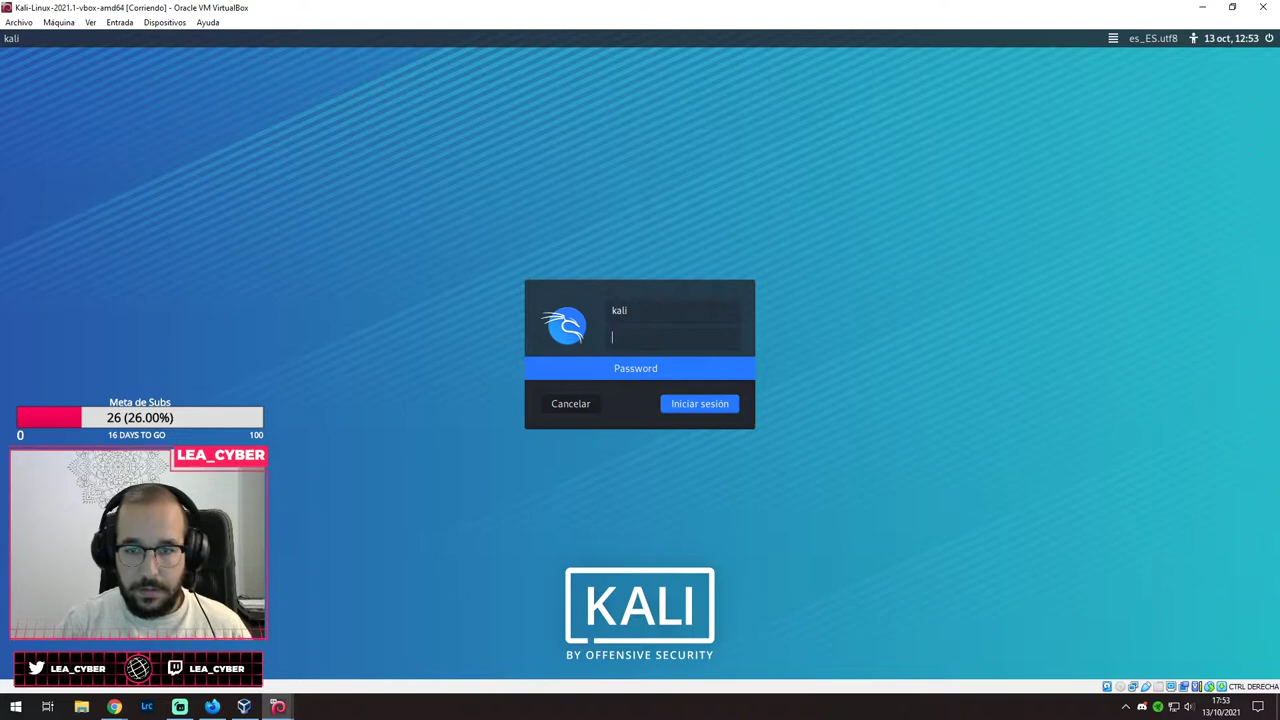 Kali-Linux-2021.1-vbox-amd64 [Corriendo] - Oracle VM VirtualBox
Archivo Máquina Ver Entrada Dispositivos Ayuda
kali
es_ES.utf8
13 oct, 12:53
kali
Password
Cancelar
Iniciar sesión
Meta de Subs
26 (26.00%)
0
16 DAYS TO GO
100
LEA_CYBER
KALI
BY OFFENSIVE SECURITY
LEA_CYBER
LEA_CYBER
CTRL DERECHA
LrC
17:53
13/10/2021